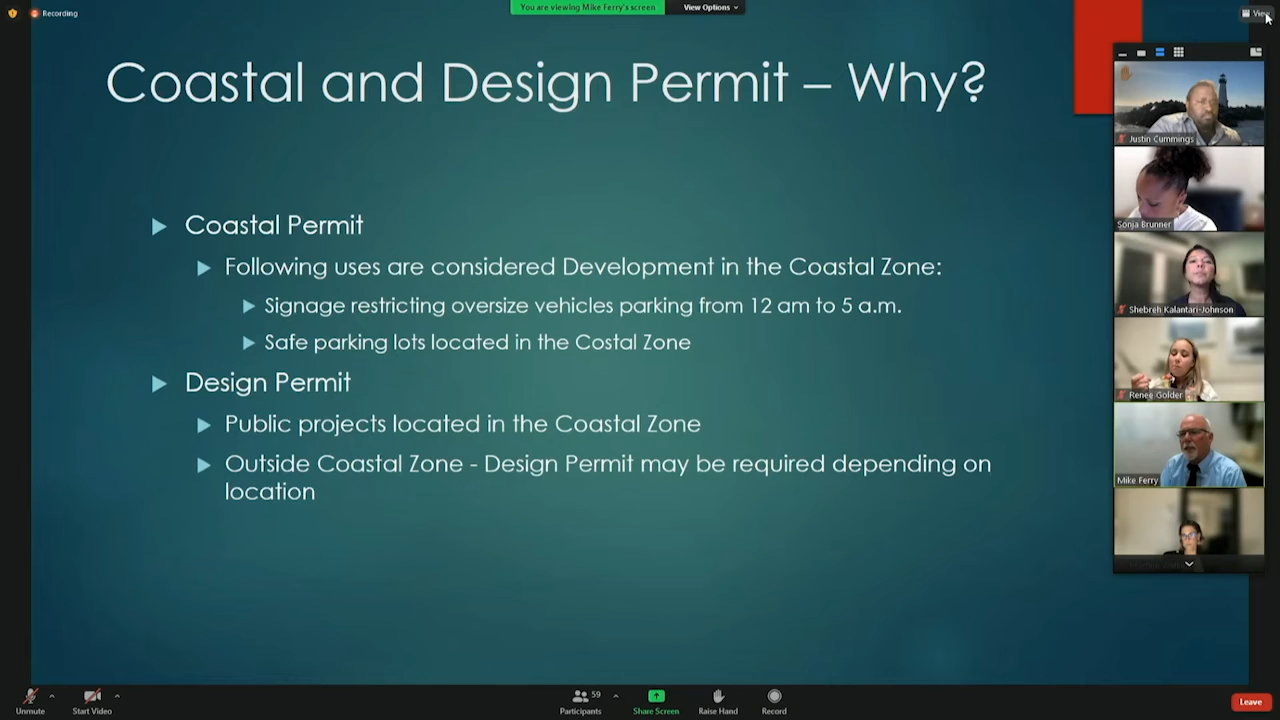 Recording
You are viewing Mike Ferry's screen
View Options
View
Coastal and Design Permit – Why?
Coastal Permit
Following uses are considered Development in the Coastal Zone:
Signage restricting oversize vehicles parking from 12 am to 5 a.m.
Safe parking lots located in the Costal Zone
Design Permit
Public projects located in the Coastal Zone
Outside Coastal Zone - Design Permit may be required depending on
location
Justin Cummings
Sonja Brunner
Shebreh Kalantari-Johnson
Renee Golder
Mike Ferry
Unmute
Start Video
59
Participants
Share Screen
Raise Hand
Record
Leave